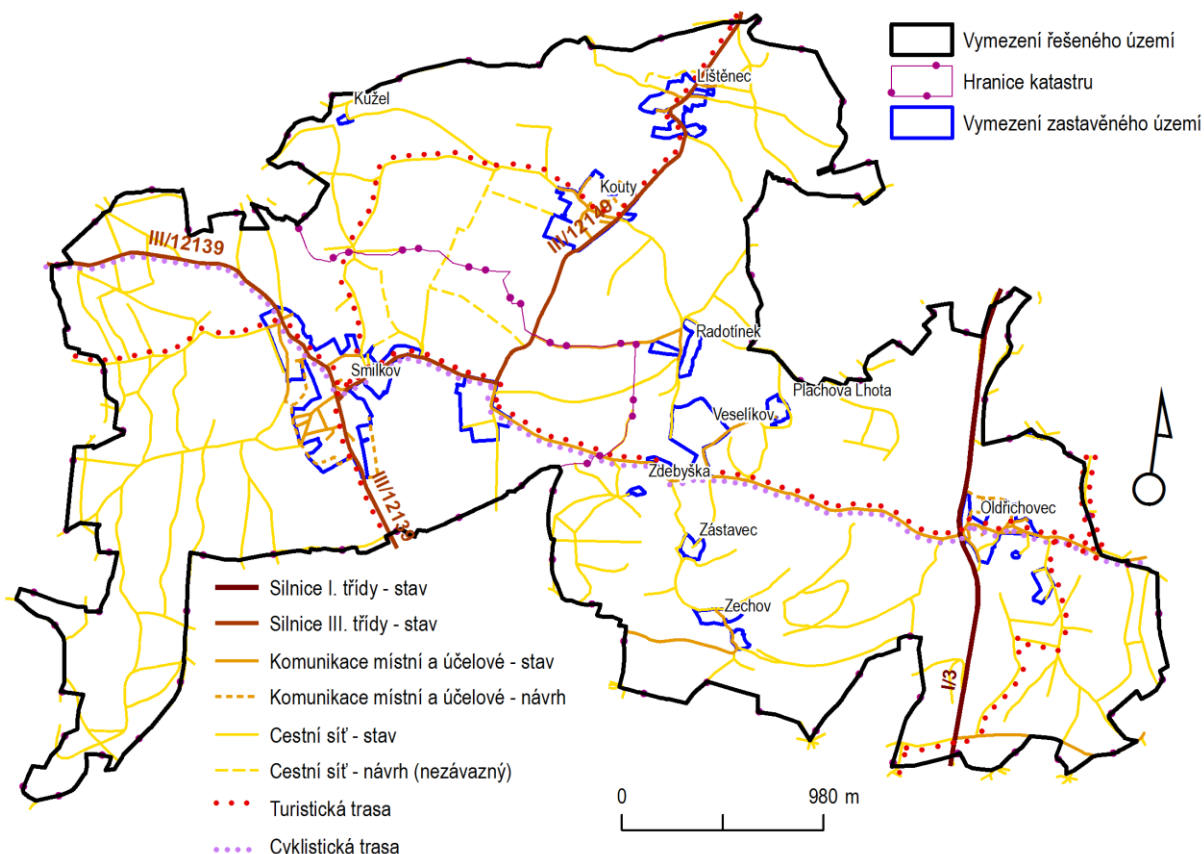 Vymezení řešeného území
Hranice katastru
Vymezení zastavěného území
Líštěnec
Kužel
Kouty
III/12140
III/12139
Radotínek
Smilkov
Plachova Lhota
Veselíkov
Zdebyška
III/12139
Oldřichovec
Zástavec
Zechov
I/3
Silnice I. třídy - stav
Silnice III. třídy - stav
Komunikace místní a účelové - stav
Komunikace místní a účelové - návrh
Cestní síť - stav
Cestní síť - návrh (nezávazný)
Turistická trasa
Cyklistická trasa
0 980 m